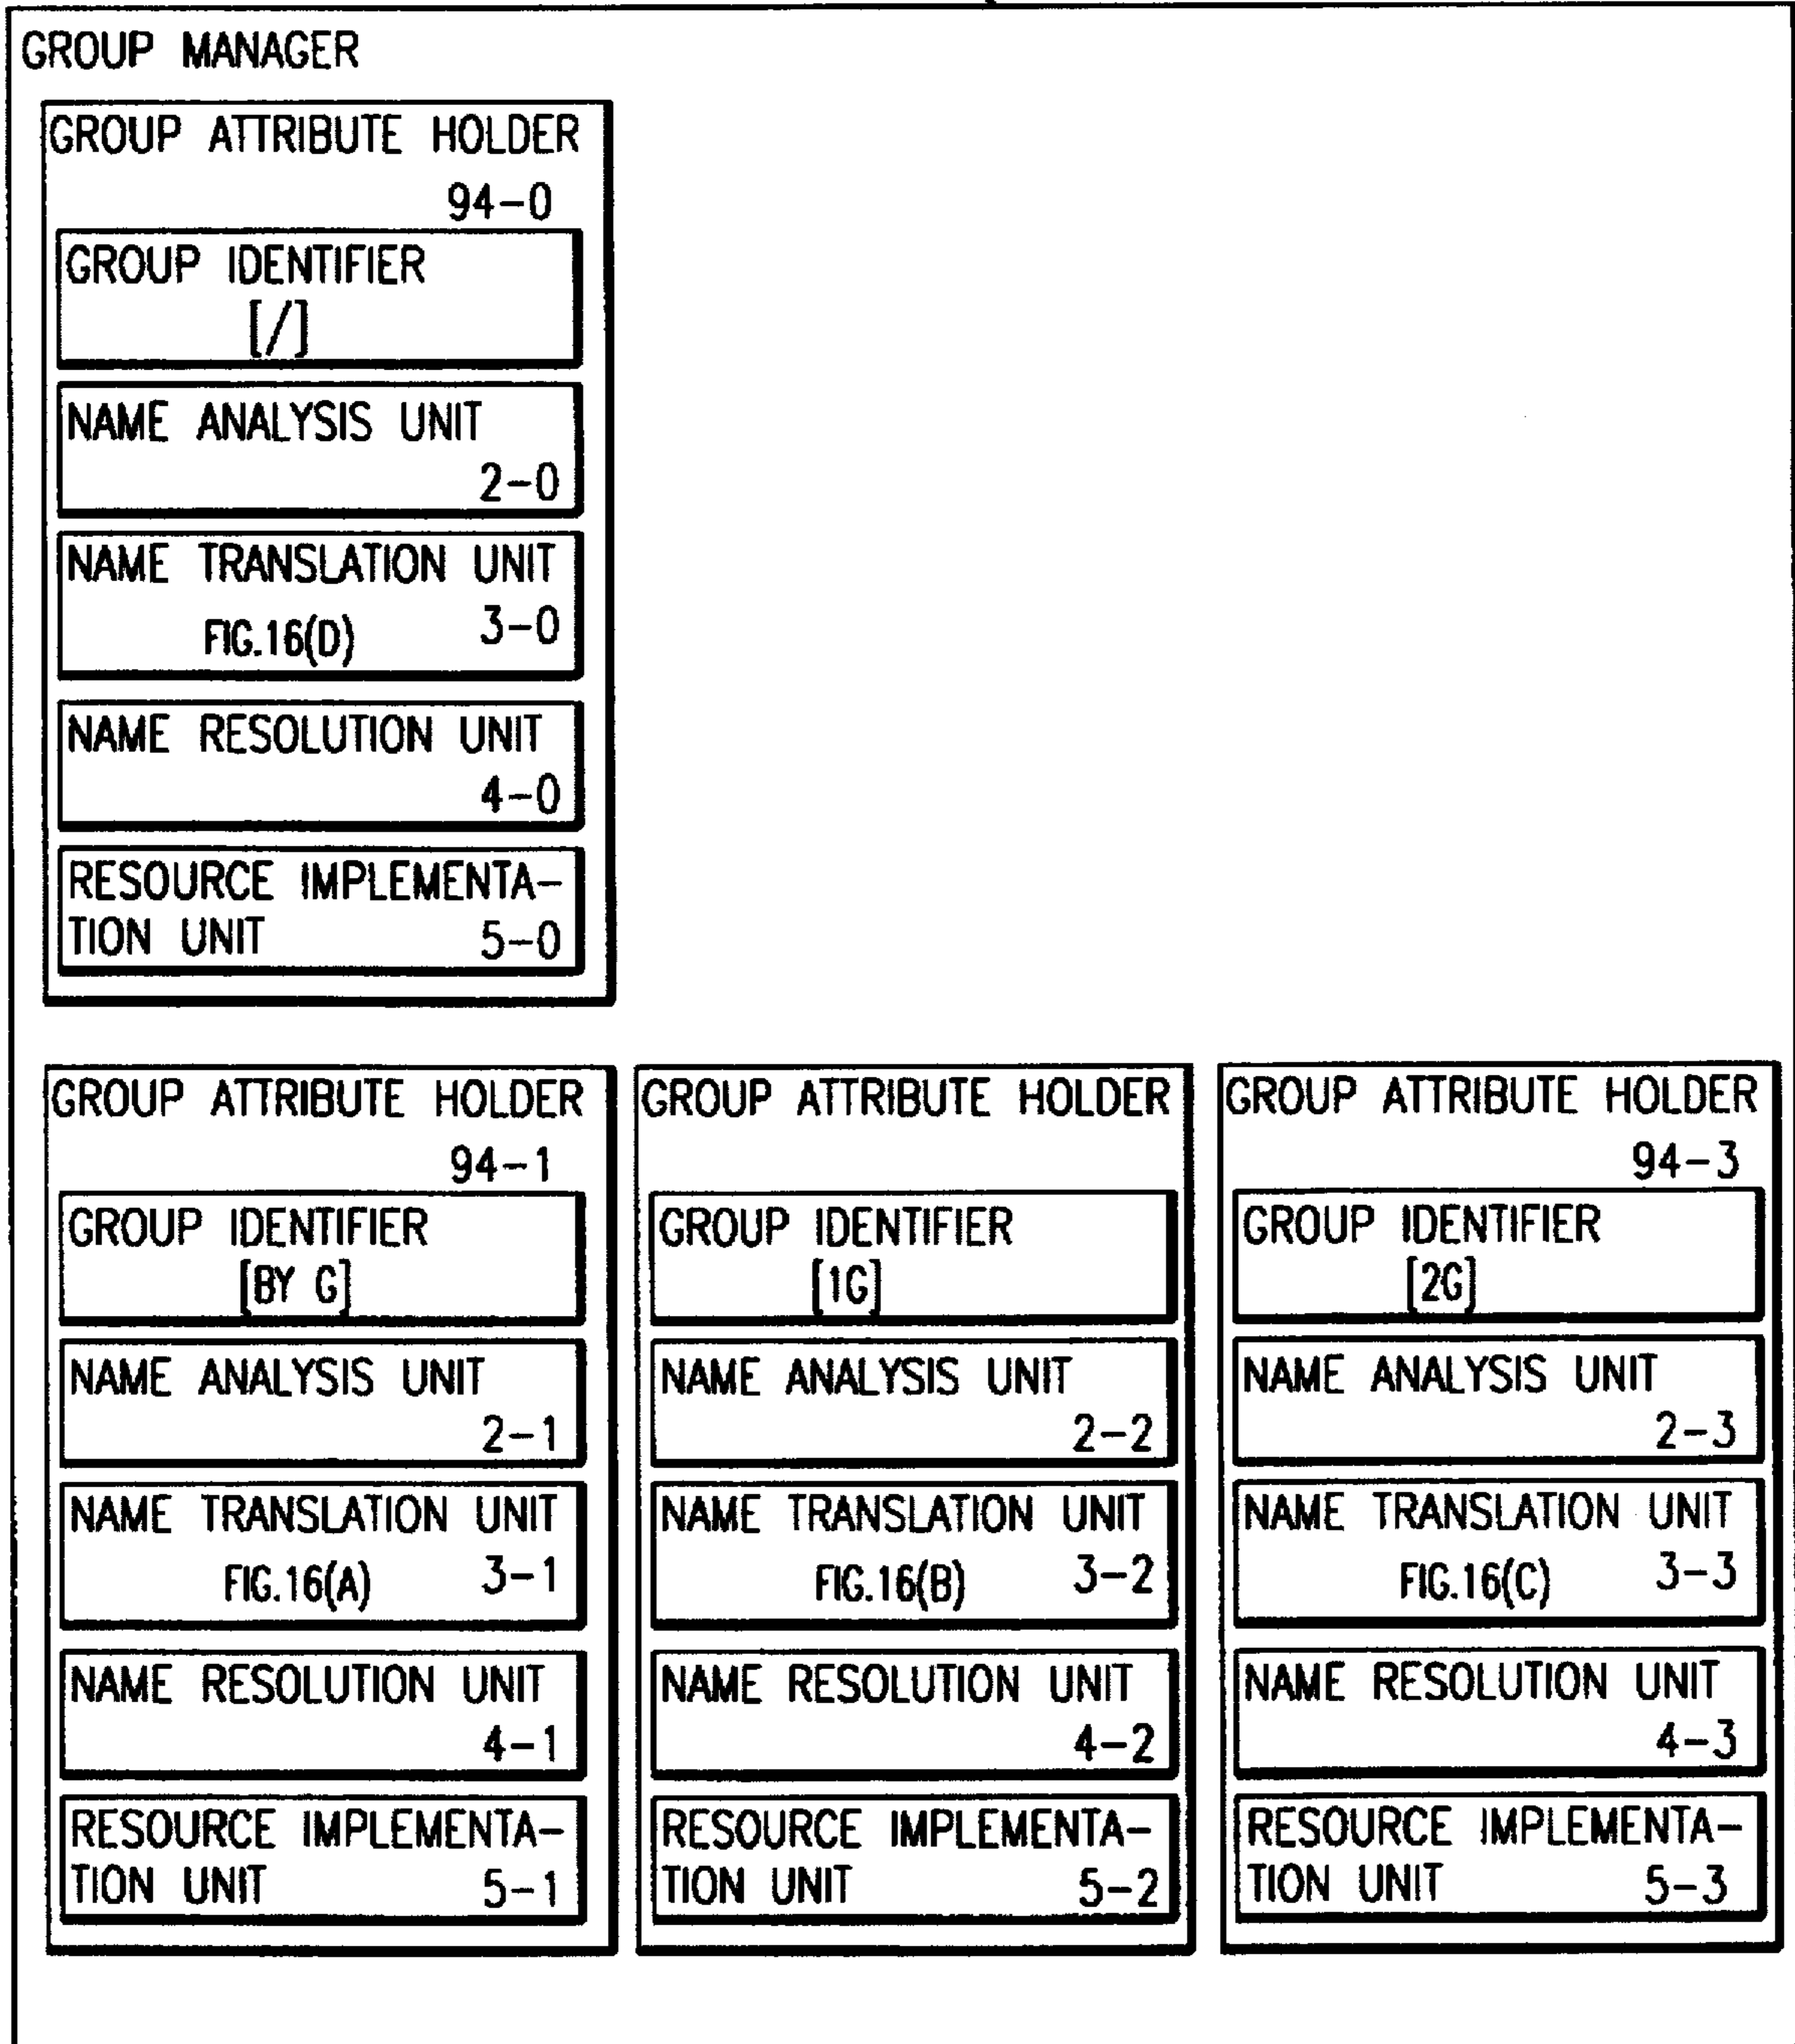 GROUP MANAGER
GROUP ATTRIBUTE HOLDER
94-0
GROUP IDENTIFIER
[/]
NAME ANALYSIS UNIT
2-0
NAME TRANSLATION UNIT
FIG.16(D) 3-0
NAME RESOLUTION UNIT
4-0
RESOURCE IMPLEMENTA-
TION UNIT 5-0
GROUP ATTRIBUTE HOLDER
94-1
GROUP IDENTIFIER
[BY G]
NAME ANALYSIS UNIT
2-1
NAME TRANSLATION UNIT
FIG.16(A) 3-1
NAME RESOLUTION UNIT
4-1
RESOURCE IMPLEMENTA-
TION UNIT 5-1
GROUP ATTRIBUTE HOLDER
GROUP IDENTIFIER
[1G]
NAME ANALYSIS UNIT
2-2
NAME TRANSLATION UNIT
FIG.16(B) 3-2
NAME RESOLUTION UNIT
4-2
RESOURCE IMPLEMENTA-
TION UNIT 5-2
GROUP ATTRIBUTE HOLDER
94-3
GROUP IDENTIFIER
[2G]
NAME ANALYSIS UNIT
2-3
NAME TRANSLATION UNIT
FIG.16(C) 3-3
NAME RESOLUTION UNIT
4-3
RESOURCE IMPLEMENTA-
TION UNIT 5-3